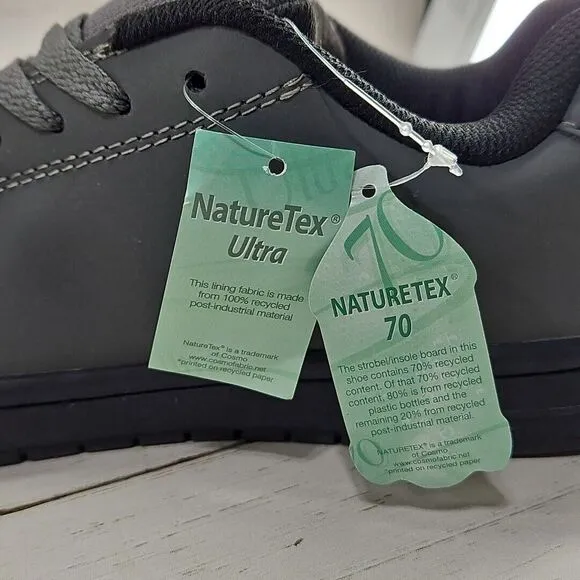 NatureTex®
Ultra
This lining fabric is made
from 100% recycled
post-industrial material
NatureTex® is a trademark
of Cosmo
www.cosmofabric.net
*printed on recycled paper
70
NATURETEX®
70
The strobel/insole board in this
shoe contains 70% recycled
content. Of that 70% recycled
content, 80% is from recycled
plastic bottles and the
remaining 20% from recycled
post-industrial material.
NATURETEX® is a trademark
of Cosmo
www.cosmofabric.net
*printed on recycled paper